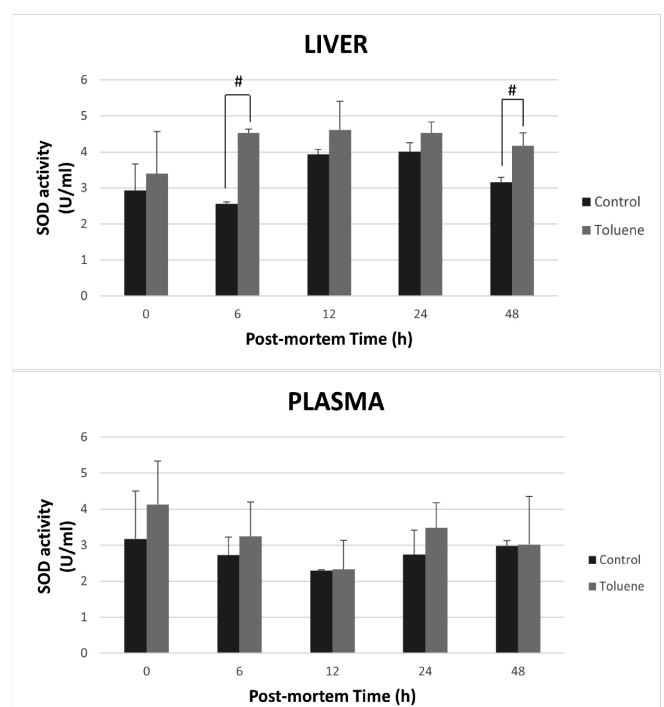 LIVER
SOD activity
(U/ml)
6
5
4
3
2
1
0
#
#
0 6 12 24 48
Post-mortem Time (h)
Control
Toluene
PLASMA
SOD activity
(U/ml)
6
5
4
3
2
1
0
0 6 12 24 48
Post-mortem Time (h)
Control
Toluene